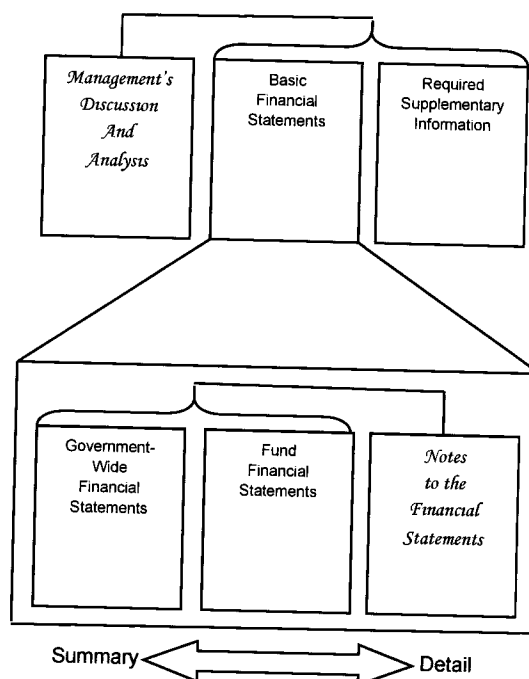 Management's
Discussion
And
Analysis
Basic
Financial
Statements
Required
Supplementary
Information
Government-
Wide
Financial
Statements
Fund
Financial
Statements
Notes
to the
Financial
Statements
Summary
Detail